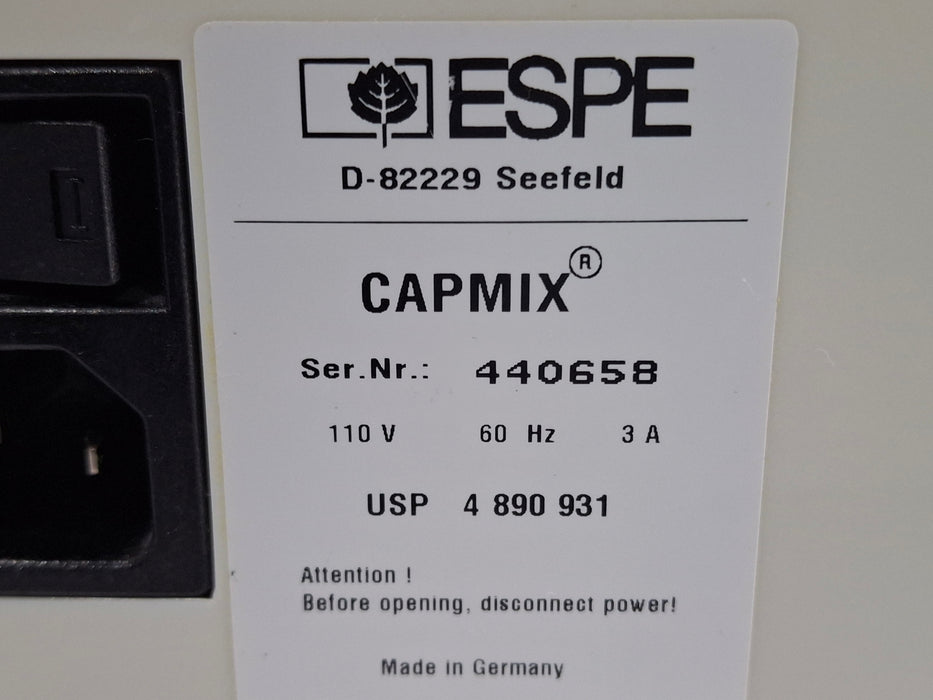 ESPE
D-82229 Seefeld
CAPMIX®
Ser.Nr.: 440658
110 V 60 Hz 3 A
USP 4 890 931
Attention !
Before opening, disconnect power!
Made in Germany